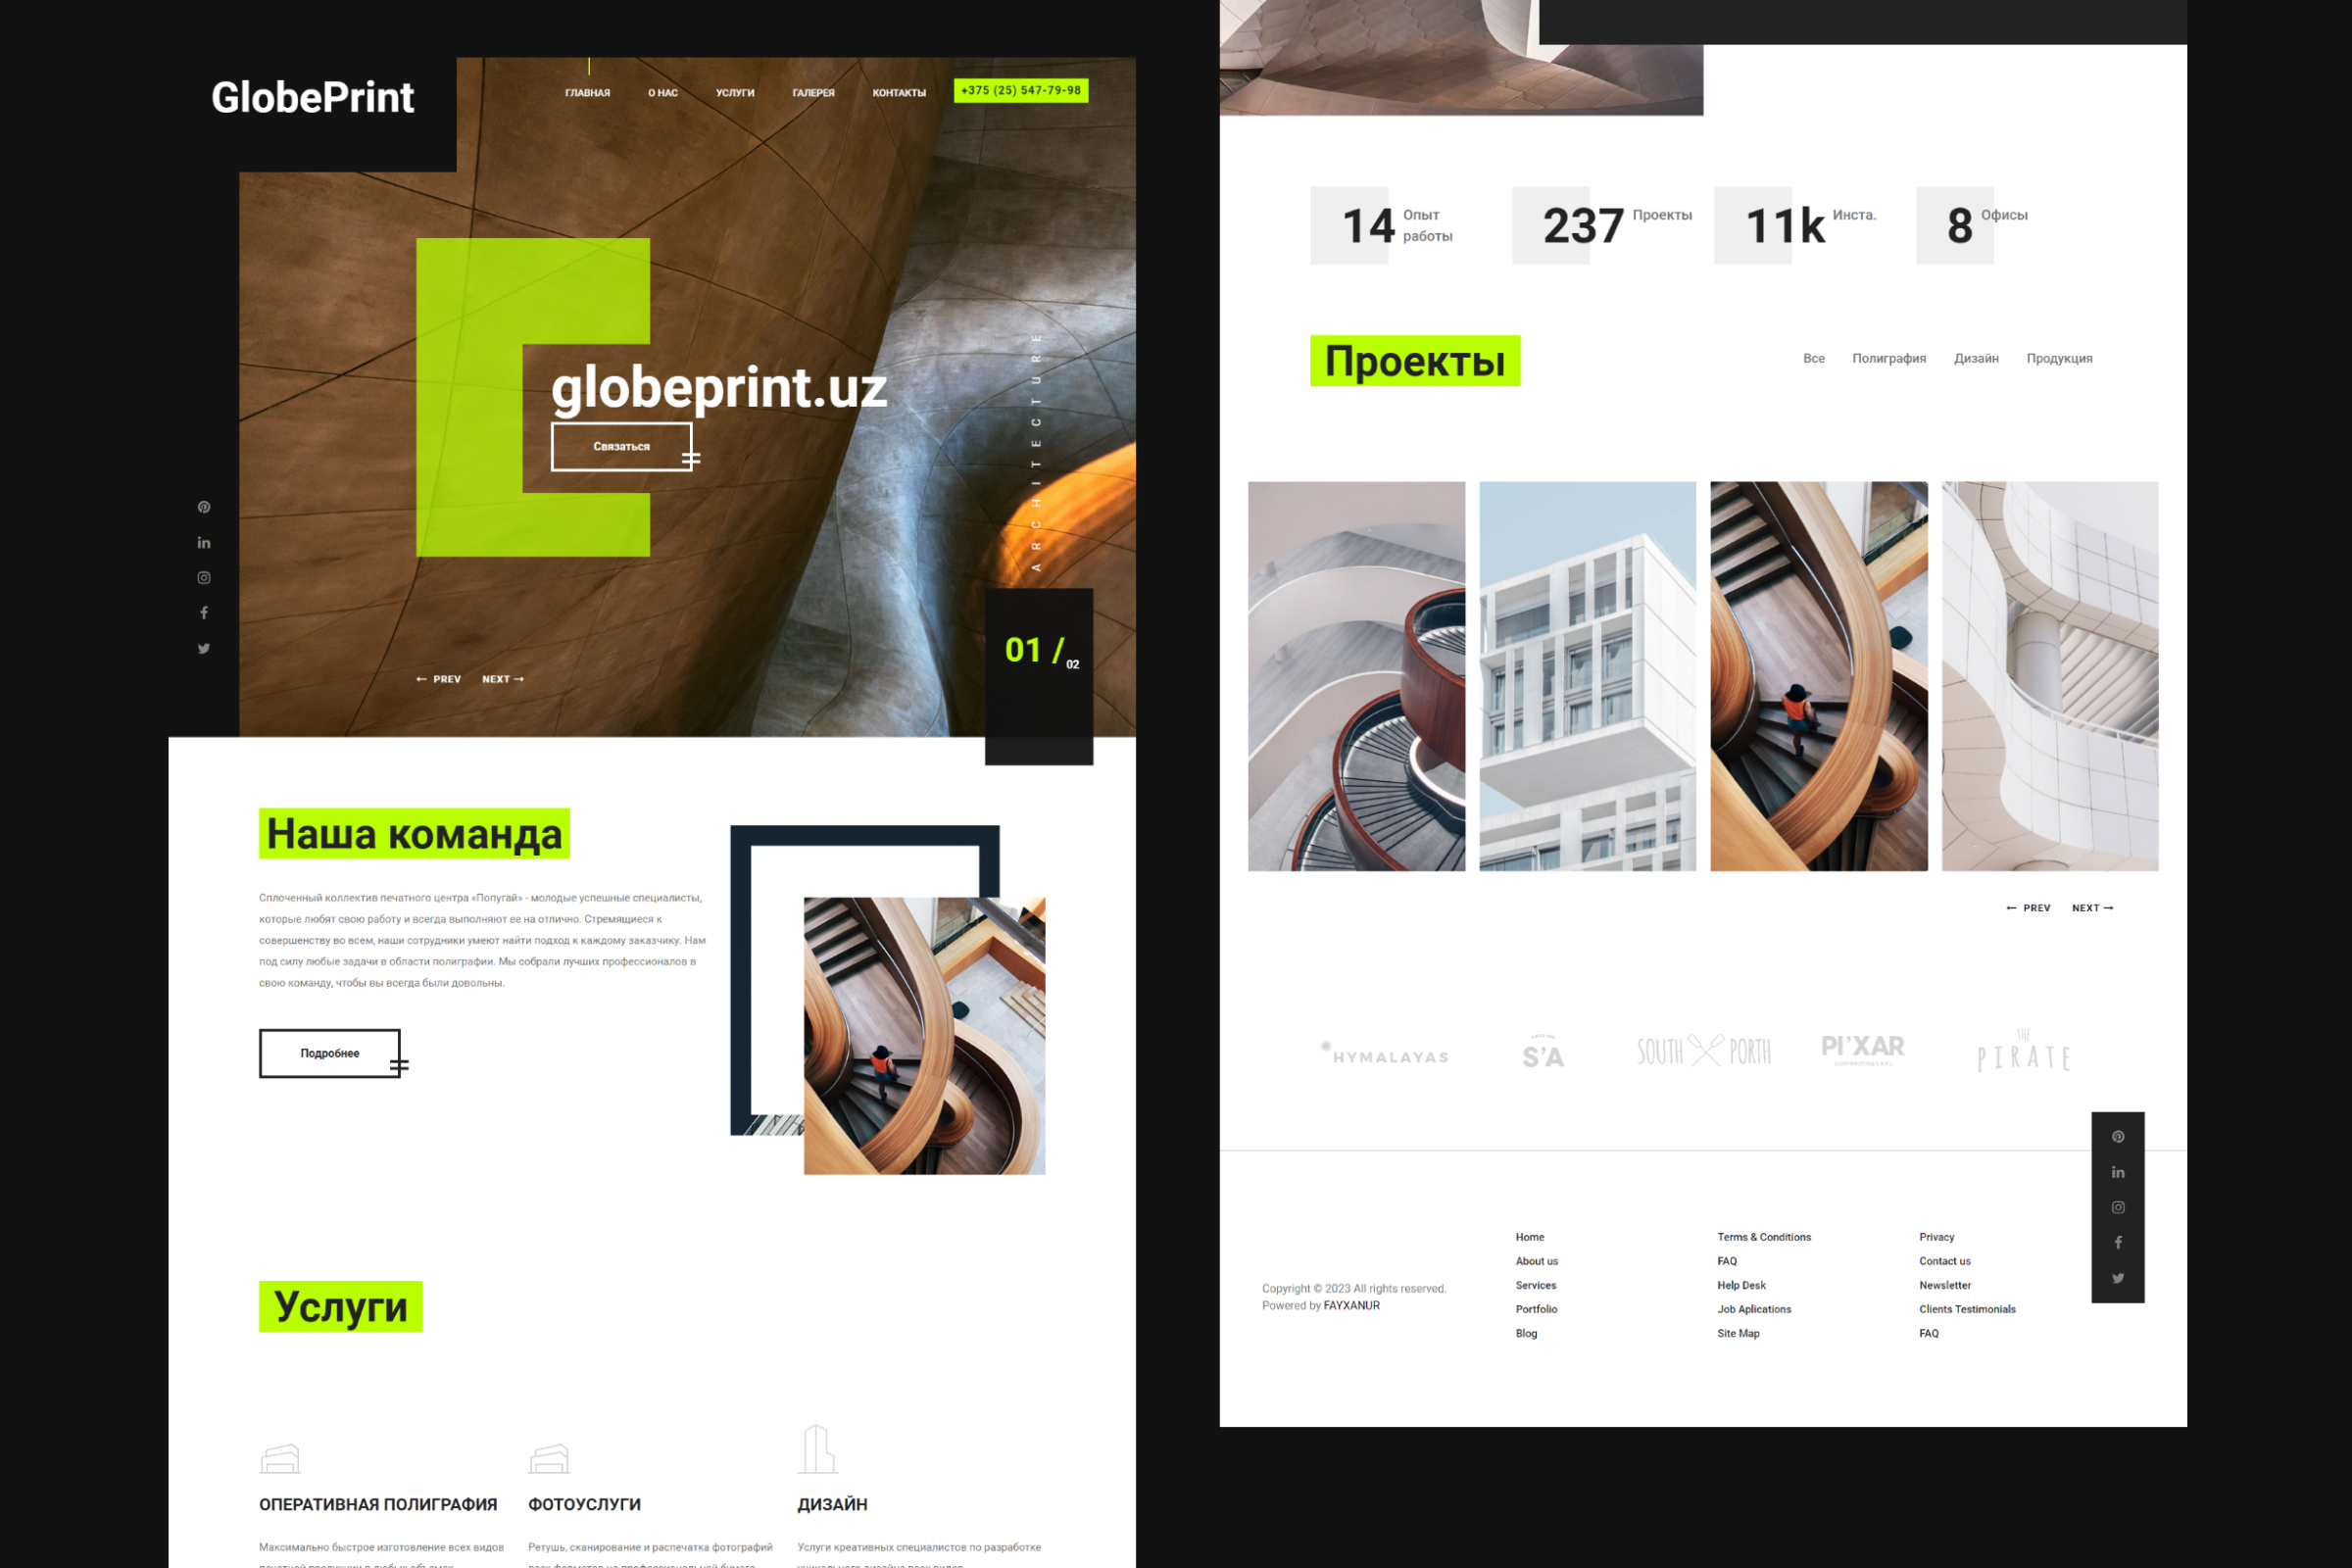 GlobePrint
ГЛАВНАЯ О НАС УСЛУГИ ГАЛЕРЕЯ КОНТАКТЫ +375 (25) 547-79-98
globeprint.uz
Связаться
ARCHITECTURE
01 / 02
← PREV NEXT →
Наша команда
Сплоченный коллектив печатного центра «Попугай» - молодые успешные специалисты,
которые любят свою работу и всегда выполняют ее на отлично. Стремящиеся к
совершенству во всем, наши сотрудники умеют найти подход к каждому заказчику. Нам
под силу любые задачи в области полиграфии. Мы собрали лучших профессионалов в
свою команду, чтобы вы всегда были довольны.
Подробнее
Услуги
ОПЕРАТИВНАЯ ПОЛИГРАФИЯ
Максимально быстрое изготовление всех видов
ФОТОУСЛУГИ
Ретушь, сканирование и распечатка фотографий
ДИЗАЙН
Услуги креативных специалистов по разработке
14 Опыт
работы
237 Проекты
11k Инста.
8 Офисы
Проекты
Все Полиграфия Дизайн Продукция
← PREV NEXT →
HYMALAYAS
S'A
SOUTH PORTH
PI'XAR
THE
PIRATE
Copyright © 2023 All rights reserved.
Powered by FAYXANUR
Home
About us
Services
Portfolio
Blog
Terms & Conditions
FAQ
Help Desk
Job Aplications
Site Map
Privacy
Contact us
Newsletter
Clients Testimonials
FAQ